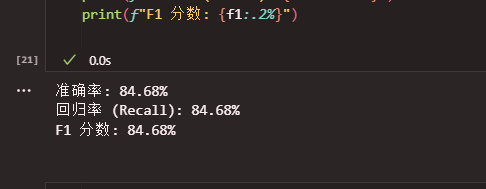 print(f"F1 分数: {f1:.2%}")
[21]
0.0s
准确率: 84.68%
回归率 (Recall): 84.68%
F1 分数: 84.68%